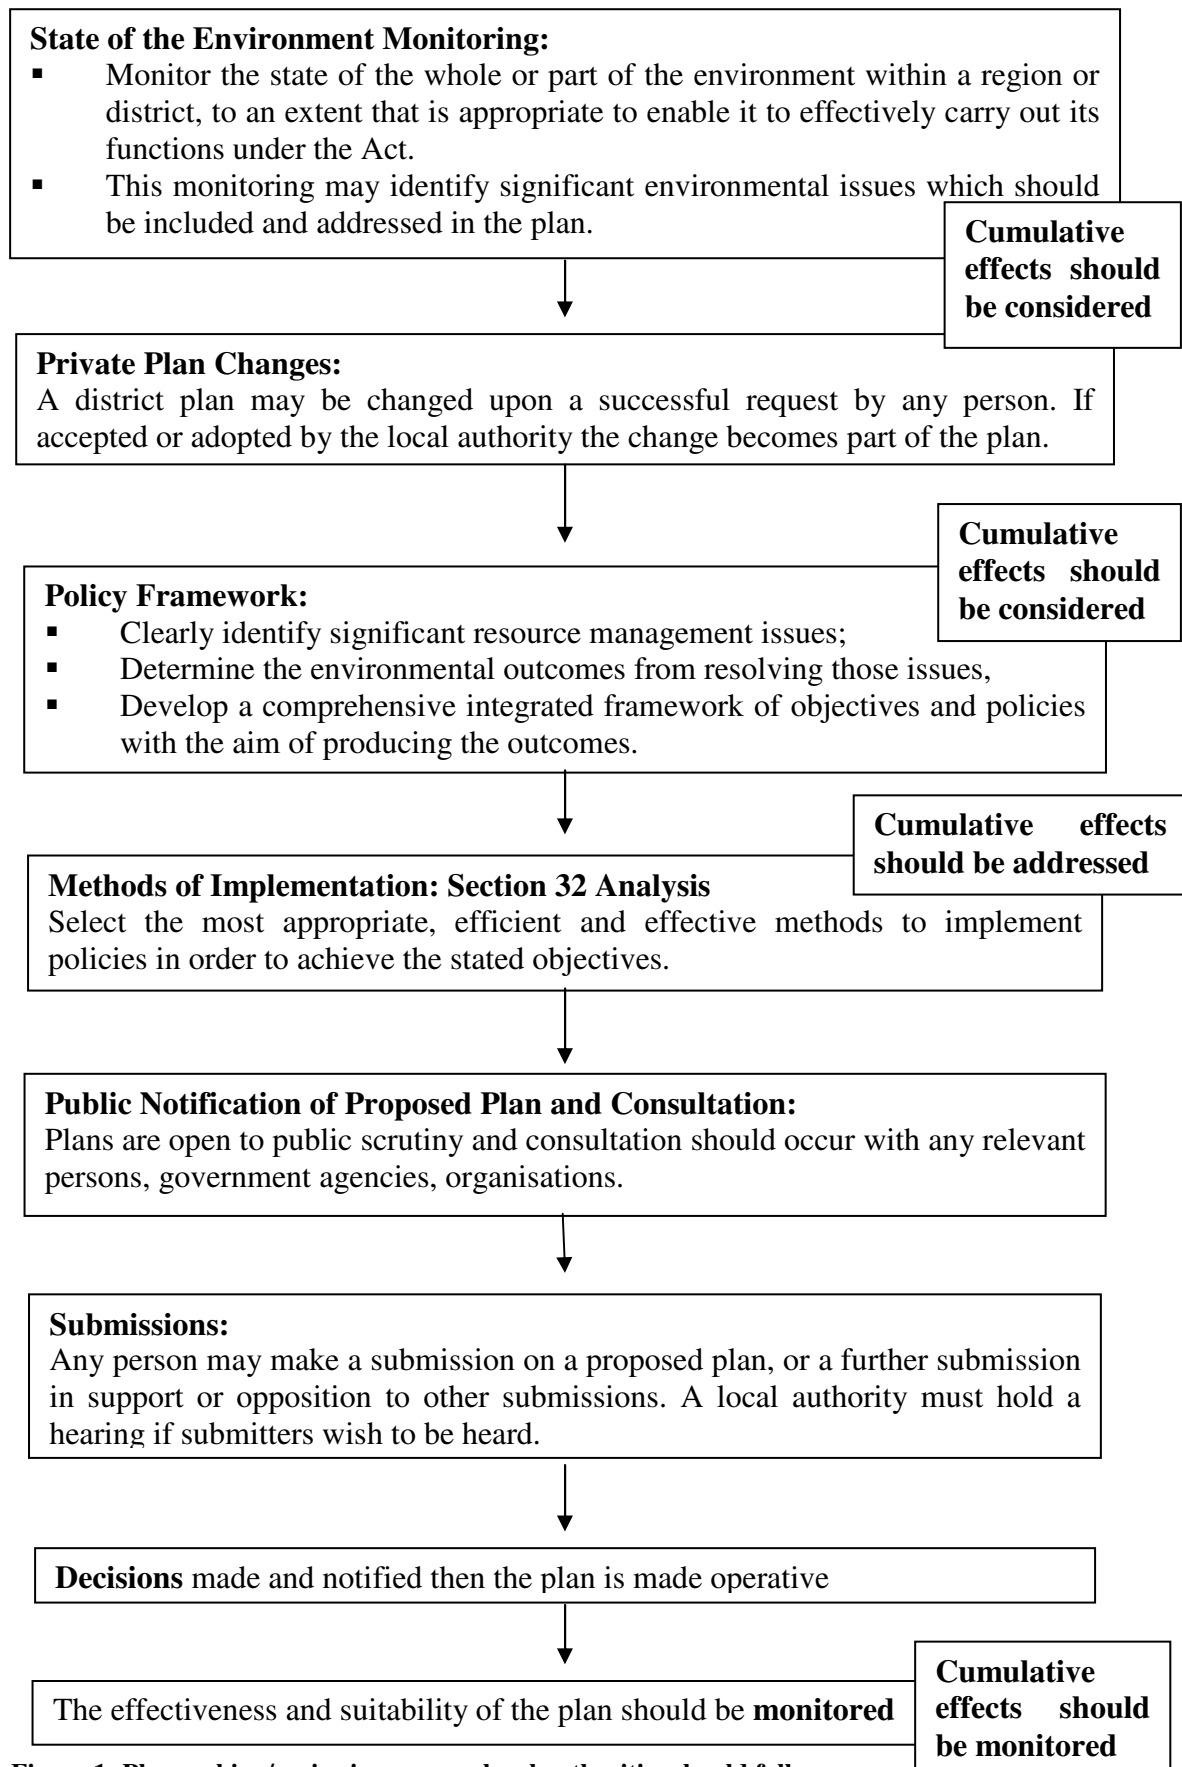 State of the Environment Monitoring:
▪ Monitor the state of the whole or part of the environment within a region or
district, to an extent that is appropriate to enable it to effectively carry out its
functions under the Act.
▪ This monitoring may identify significant environmental issues which should
be included and addressed in the plan.
Cumulative
effects should
be considered
Private Plan Changes:
A district plan may be changed upon a successful request by any person. If
accepted or adopted by the local authority the change becomes part of the plan.
Cumulative
effects should
be considered
Policy Framework:
▪ Clearly identify significant resource management issues;
▪ Determine the environmental outcomes from resolving those issues,
▪ Develop a comprehensive integrated framework of objectives and policies
with the aim of producing the outcomes.
Cumulative effects
should be addressed
Methods of Implementation: Section 32 Analysis
Select the most appropriate, efficient and effective methods to implement
policies in order to achieve the stated objectives.
Public Notification of Proposed Plan and Consultation:
Plans are open to public scrutiny and consultation should occur with any relevant
persons, government agencies, organisations.
Submissions:
Any person may make a submission on a proposed plan, or a further submission
in support or opposition to other submissions. A local authority must hold a
hearing if submitters wish to be heard.
Decisions made and notified then the plan is made operative
The effectiveness and suitability of the plan should be monitored
Cumulative
effects should
be monitored